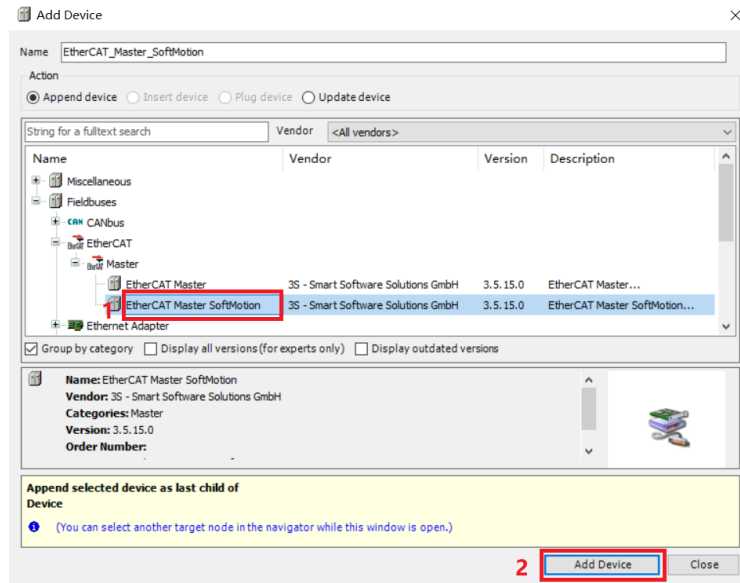 Add Device
Name EtherCAT_Master_SoftMotion
Action
Append device Insert device Plug device Update device
String for a fulltext search Vendor <All vendors>
Name Vendor Version Description
Miscellaneous
Fieldbuses
CAN CANbus
EtherCAT
Master
EtherCAT Master 3S - Smart Software Solutions GmbH 3.5.15.0 EtherCAT Master...
1 EtherCAT Master SoftMotion 3S - Smart Software Solutions GmbH 3.5.15.0 EtherCAT Master SoftMotion...
Ethernet Adapter
Group by category Display all versions (for experts only) Display outdated versions
Name: EtherCAT Master SoftMotion
Vendor: 3S - Smart Software Solutions GmbH
Categories: Master
Version: 3.5.15.0
Order Number:
Append selected device as last child of
Device
(You can select another target node in the navigator while this window is open.)
2 Add Device Close